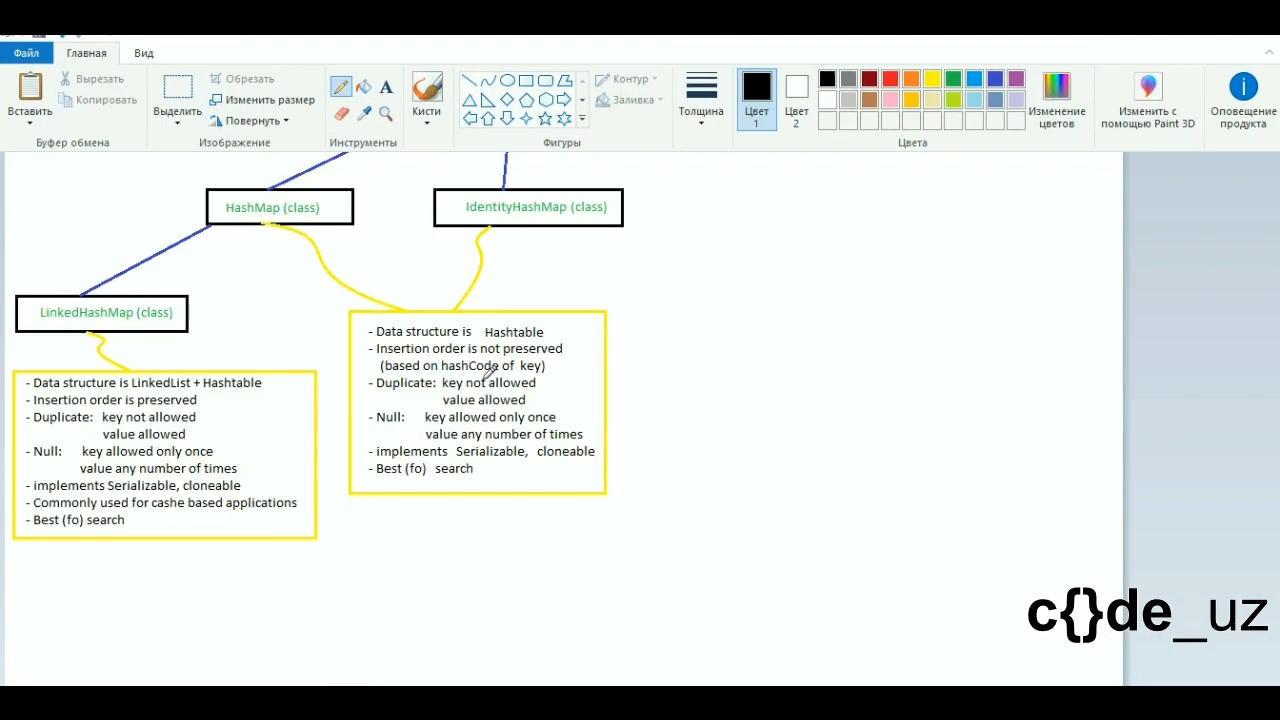 Файл Главная Вид
Вставить
Вырезать
Копировать
Буфер обмена
Выделить
Обрезать
Изменить размер
Повернуть
Изображение
A
Инструменты
Кисти
Контур
Заливка
Фигуры
Толщина
Цвет 1
Цвет 2
Цвета
Изменение цветов
Изменить с помощью Paint 3D
Оповещение продукта
HashMap (class)
IdentityHashMap (class)
LinkedHashMap (class)
- Data structure is LinkedList + Hashtable
- Insertion order is preserved
- Duplicate: key not allowed
value allowed
- Null: key allowed only once
value any number of times
- implements Serializable, cloneable
- Commonly used for cashe based applications
- Best (fo) search
- Data structure is Hashtable
- Insertion order is not preserved
(based on hashCode of key)
- Duplicate: key not allowed
value allowed
- Null: key allowed only once
value any number of times
- implements Serializable, cloneable
- Best (fo) search
c{}de_uz